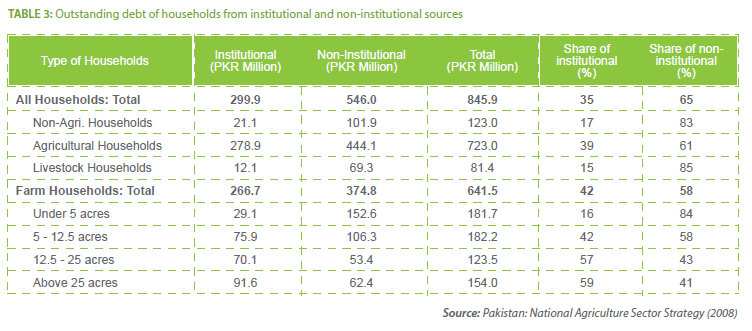 TABLE 3: Outstanding debt of households from institutional and non-institutional sources
Type of Households Institutional (PKR Million) Non-Institutional (PKR Million) Total (PKR Million) Share of institutional (%) Share of non-institutional (%)
All Households: Total 299.9 546.0 845.9 35 65
Non-Agri. Households 21.1 101.9 123.0 17 83
Agricultural Households 278.9 444.1 723.0 39 61
Livestock Households 12.1 69.3 81.4 15 85
Farm Households: Total 266.7 374.8 641.5 42 58
Under 5 acres 29.1 152.6 181.7 16 84
5 - 12.5 acres 75.9 106.3 182.2 42 58
12.5 - 25 acres 70.1 53.4 123.5 57 43
Above 25 acres 91.6 62.4 154.0 59 41
Source: Pakistan: National Agriculture Sector Strategy (2008)